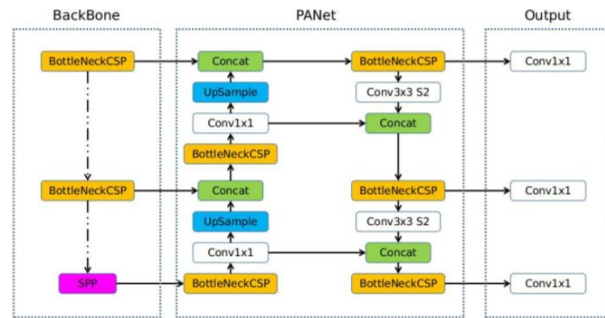 BackBone
PANet
Output
BottleNeckCSP
Concat
BottleNeckCSP
Conv1x1
UpSample
Conv3x3 S2
Conv1x1
Concat
BottleNeckCSP
BottleNeckCSP
Concat
BottleNeckCSP
Conv1x1
UpSample
Conv3x3 S2
Conv1x1
Concat
SPP
BottleNeckCSP
BottleNeckCSP
Conv1x1